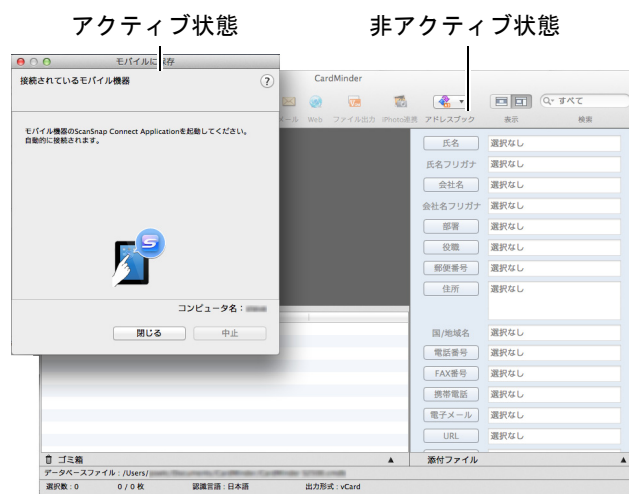 アクティブ状態
非アクティブ状態
モバイルに保存
接続されているモバイル機器
?
モバイル機器のScanSnap Connect Applicationを起動してください。
自動的に接続されます。
S
コンピュータ名：
閉じる
中止
CardMinder
メール Web ファイル出力 iPhoto連携 アドレスブック 表示 検索
すべて
氏名 選択なし
氏名フリガナ 選択なし
会社名 選択なし
会社名フリガナ 選択なし
部署 選択なし
役職 選択なし
郵便番号 選択なし
住所 選択なし
国/地域名 選択なし
電話番号 選択なし
FAX番号 選択なし
携帯電話 選択なし
電子メール 選択なし
URL 選択なし
ゴミ箱
添付ファイル
データベースファイル : /Users/
選択数 : 0 0 / 0 枚 認識言語 : 日本語 出力形式 : vCard